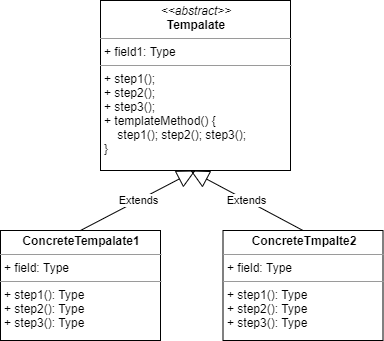 <<abstract>>
Tempalate
+ field1: Type
+ step1();
+ step2();
+ step3();
+ templateMethod() {
step1(); step2(); step3();
}
Extends
Extends
ConcreteTempalate1
+ field: Type
+ step1(): Type
+ step2(): Type
+ step3(): Type
ConcreteTmpalte2
+ field: Type
+ step1(): Type
+ step2(): Type
+ step3(): Type